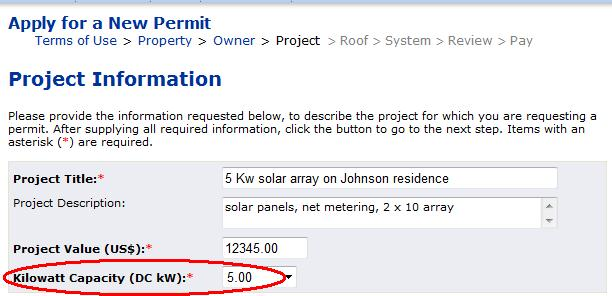 Apply for a New Permit
Terms of Use > Property > Owner > Project > Roof > System > Review > Pay
Project Information
Please provide the information requested below, to describe the project for which you are requesting a
permit. After supplying all required information, click the button to go to the next step. Items with an
asterisk (*) are required.
Project Title:* 5 Kw solar array on Johnson residence
Project Description: solar panels, net metering, 2 x 10 array
Project Value (US$):* 12345.00
Kilowatt Capacity (DC kW):* 5.00